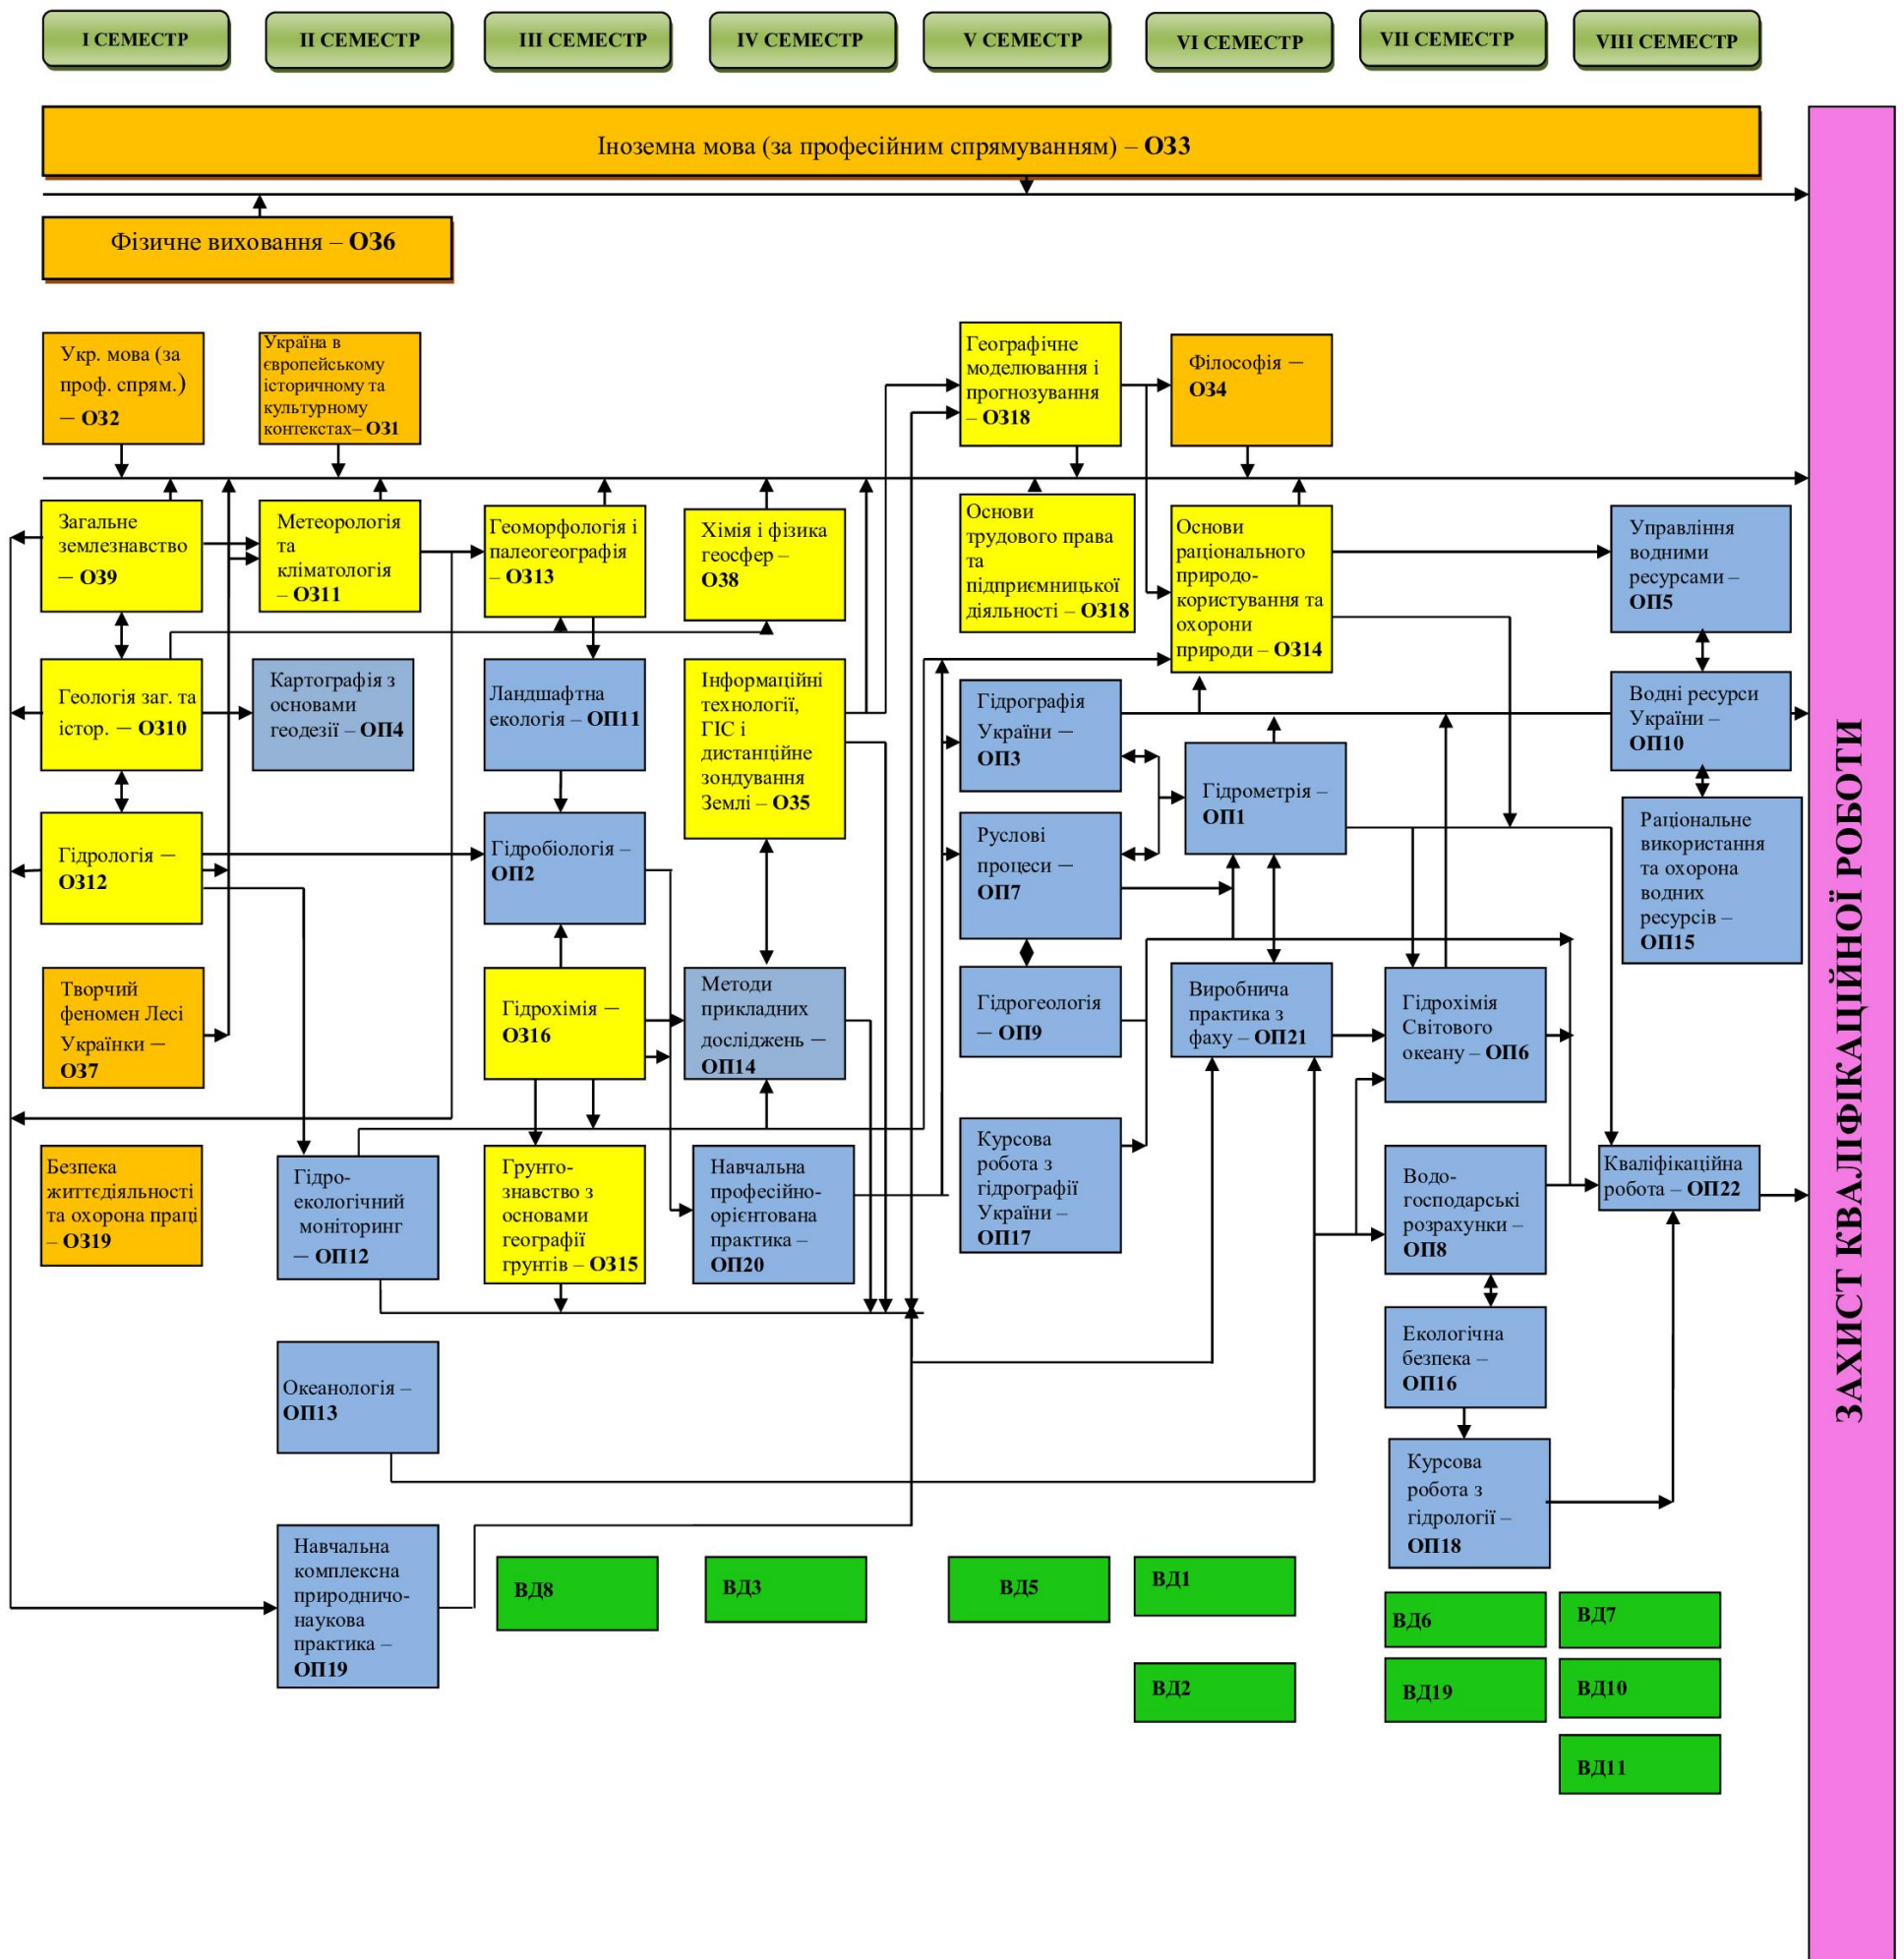 І СЕМЕСТР
ІІ СЕМЕСТР
ІІІ СЕМЕСТР
ІV СЕМЕСТР
V СЕМЕСТР
VІ СЕМЕСТР
VІІ СЕМЕСТР
VІІІ СЕМЕСТР
Іноземна мова (за професійним спрямуванням) – ОЗ3
Фізичне виховання – ОЗ6
Укр. мова (за
проф. спрям.)
– ОЗ2
Україна в
європейському
історичному та
культурному
контекстах– ОЗ1
Географічне
моделювання і
прогнозування
– ОЗ18
Філософія –
ОЗ4
Загальне
землезнавство
– ОЗ9
Метеорологія
та
кліматологія
– ОЗ11
Геоморфологія і
палеогеографія
– ОЗ13
Хімія і фізика
геосфер –
ОЗ8
Основи
трудового права
та
підприємницької
діяльності – ОЗ18
Основи
раціонального
природо-
користування та
охорони
природи – ОЗ14
Управління
водними
ресурсами –
ОП5
Геологія заг. та
істор. – ОЗ10
Картографія з
основами
геодезії – ОП4
Ландшафтна
екологія – ОП11
Інформаційні
технології,
ГІС і
дистанційне
зондування
Землі – ОЗ5
Гідрографія
України –
ОП3
Гідрометрія –
ОП1
Водні ресурси
України –
ОП10
Гідрологія –
ОЗ12
Гідробіологія –
ОП2
Руслові
процеси –
ОП7
Раціональне
використання
та охорона
водних
ресурсів –
ОП15
Творчий
феномен Лесі
Українки –
ОЗ7
Гідрохімія –
ОЗ16
Методи
прикладних
досліджень –
ОП14
Гідрогеологія
– ОП9
Виробнича
практика з
фаху – ОП21
Гідрохімія
Світового
океану – ОП6
Безпека
життєдіяльності
та охорона праці
– ОЗ19
Гідро-
екологічний
моніторинг
– ОП12
Грунто-
знавство з
основами
географії
грунтів – ОЗ15
Навчальна
професійно-
орієнтована
практика –
ОП20
Курсова
робота з
гідрографії
України –
ОП17
Водо-
господарські
розрахунки –
ОП8
Кваліфікаційна
робота – ОП22
Океанологія –
ОП13
Екологічна
безпека –
ОП16
Курсова
робота з
гідрології –
ОП18
Навчальна
комплексна
природничо-
наукова
практика –
ОП19
ВД8
ВД3
ВД5
ВД1
ВД6
ВД7
ВД2
ВД19
ВД10
ВД11
ЗАХИСТ КВАЛІФІКАЦІЙНОЇ РОБОТИ